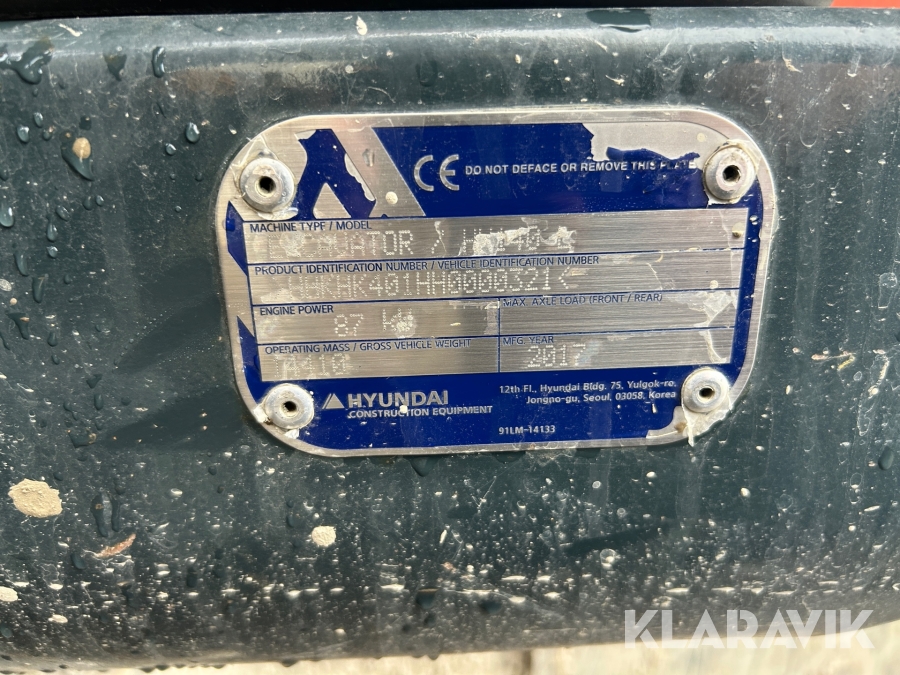 CE DO NOT DEFACE OR REMOVE THIS PLATE
MACHINE TYPE / MODEL
PRODUCT IDENTIFICATION NUMBER / VEHICLE IDENTIFICATION NUMBER
ENGINE POWER
MAX. AXLE LOAD (FRONT / REAR)
87 kW
OPERATING MASS / GROSS VEHICLE WEIGHT
MFG. YEAR
2017
HYUNDAI
CONSTRUCTION EQUIPMENT
12th Fl., Hyundai Bldg. 75, Yulgok-ro,
Jongno-gu, Seoul, 03058, Korea
91LM-14133
KLARAVIK